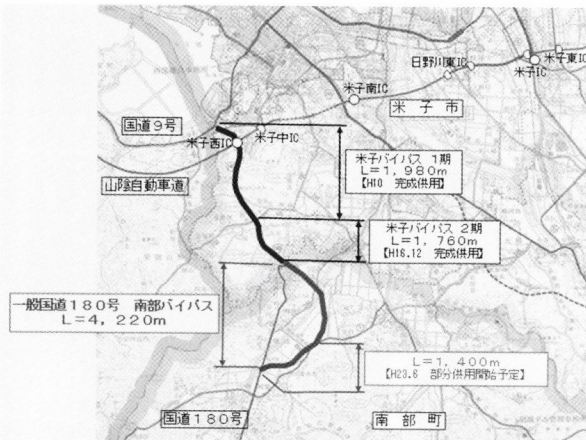 日野川東IC
米子東IC
米子IC
米子南IC
米子市
国道9号
米子西IC
米子中IC
山陰自動車道
米子バイパス 1期
L=1,980m
【H10 完成供用】
米子バイパス 2期
L=1,760m
【H16.12 完成供用】
一般国道180号 南部バイパス
L=4,220m
L=1,400m
【H23.6 部分供用開始予定】
国道180号
南部町